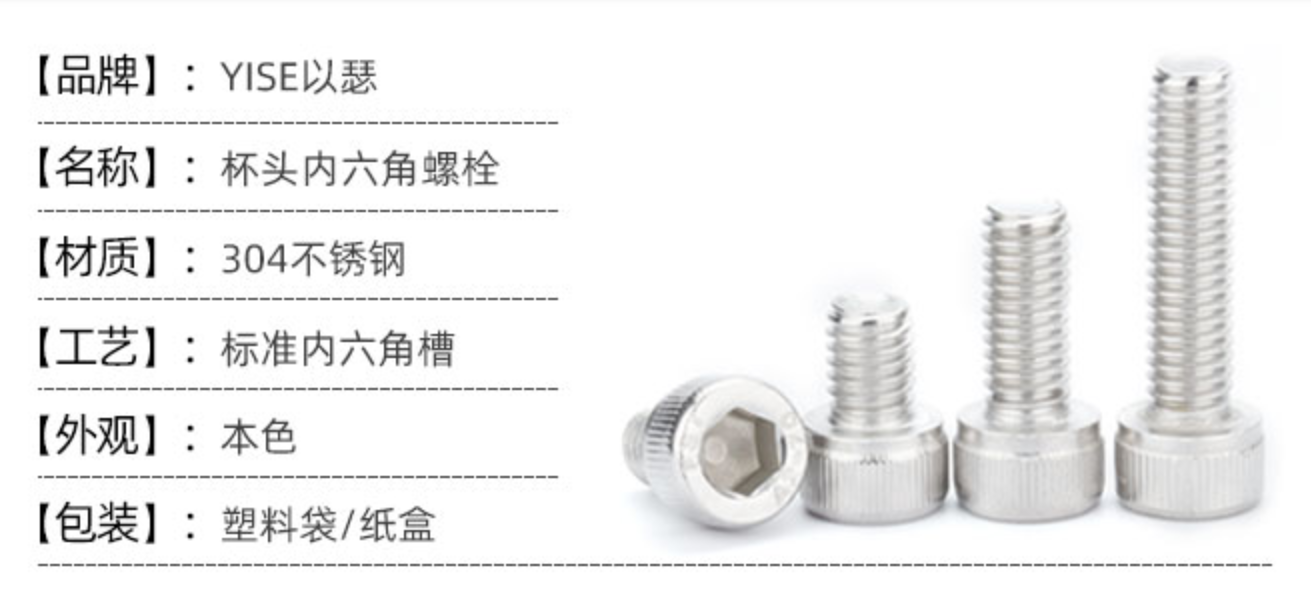 【品牌】：YISE以瑟
【名称】：杯头内六角螺栓
【材质】：304不锈钢
【工艺】：标准内六角槽
【外观】：本色
【包装】：塑料袋/纸盒